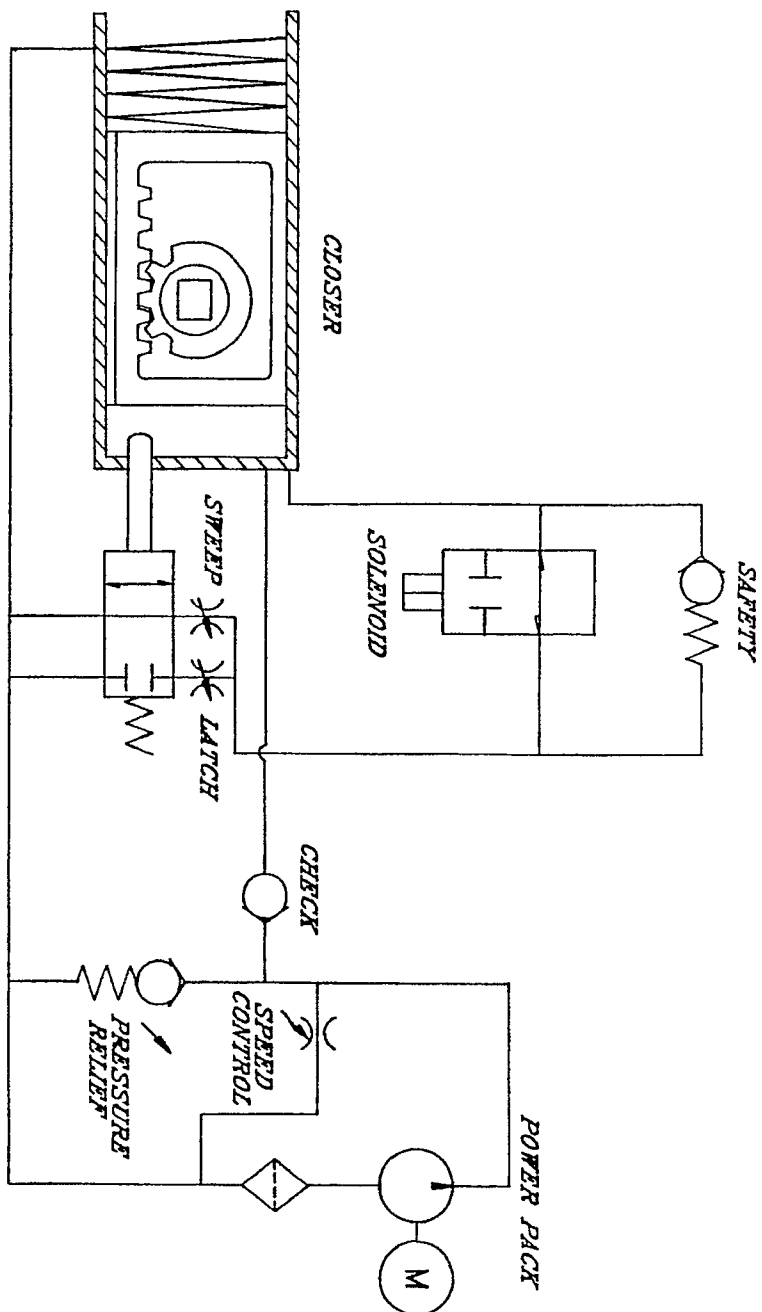 CLOSER
SAFETY
SOLENOID
SWEEP
LATCH
CHECK
SPEED
CONTROL
PRESSURE
RELIEF
POWER PACK
M